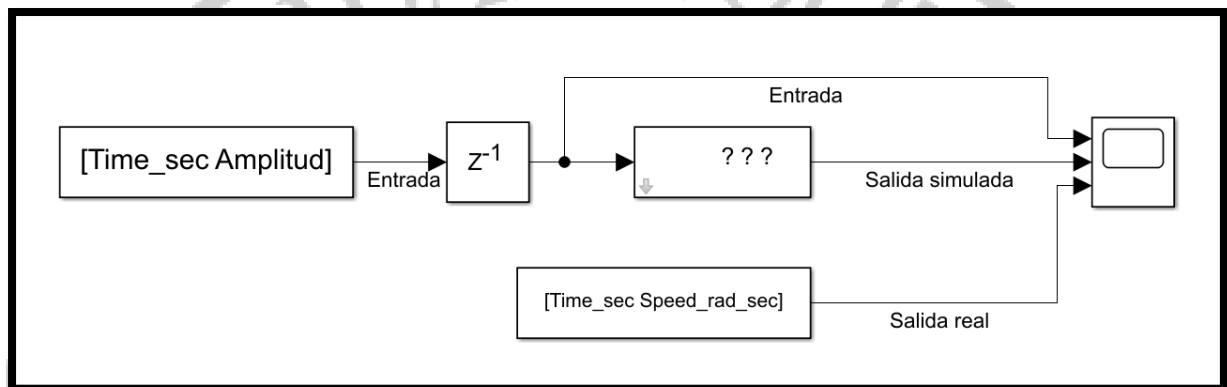 Entrada
[Time_sec Amplitud]
Entrada
Z⁻¹
? ? ?
Salida simulada
[Time_sec Speed_rad_sec]
Salida real